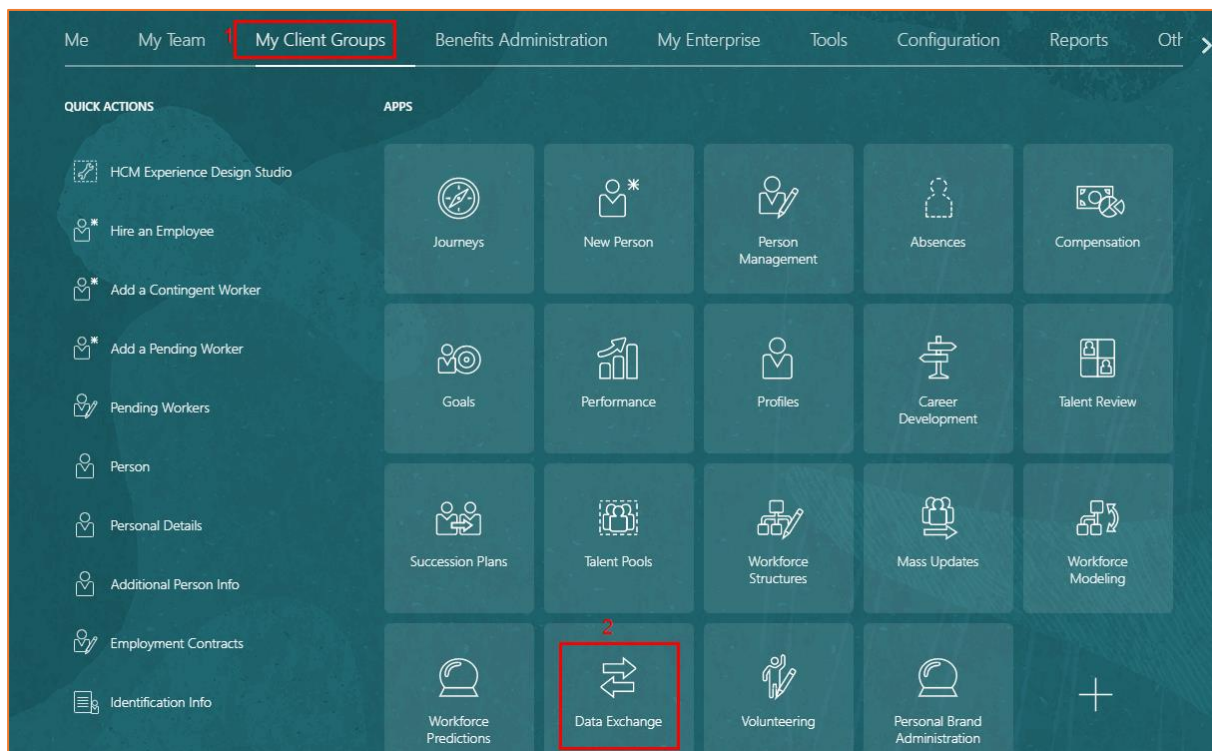 Me My Team 1 My Client Groups Benefits Administration My Enterprise Tools Configuration Reports Oth
QUICK ACTIONS
HCM Experience Design Studio
Hire an Employee
Add a Contingent Worker
Add a Pending Worker
Pending Workers
Person
Personal Details
Additional Person Info
Employment Contracts
Identification Info
APPS
Journeys
New Person
Person
Management
Absences
Compensation
Goals
Performance
Profiles
Career
Development
Talent Review
Succession Plans
Talent Pools
Workforce
Structures
Mass Updates
Workforce
Modeling
Workforce
Predictions
2
Data Exchange
Volunteering
Personal Brand
Administration